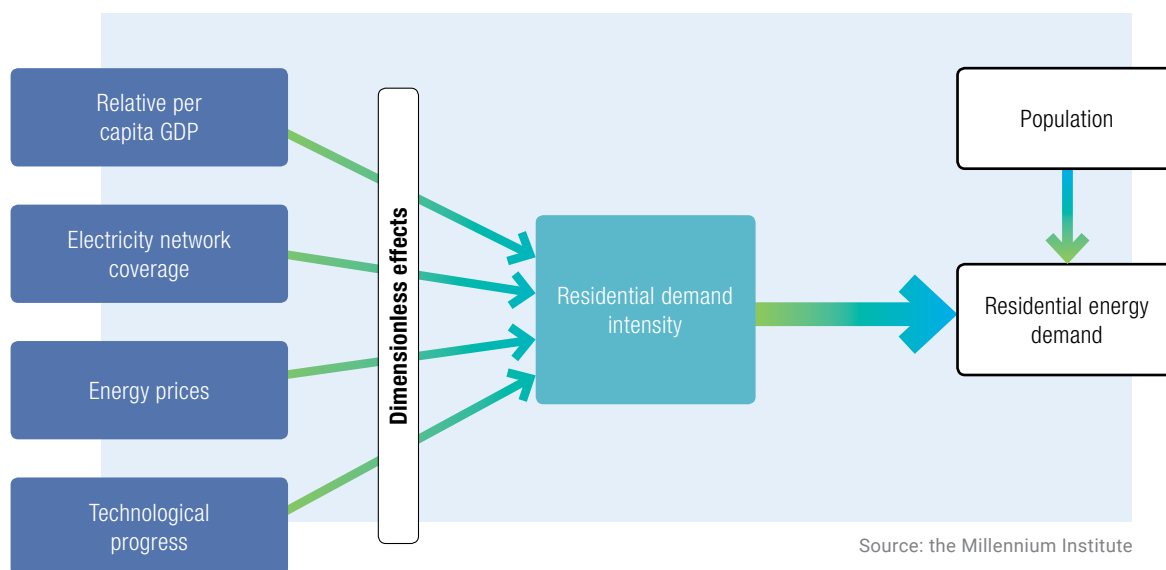 Relative per
capita GDP
Electricity network
coverage
Energy prices
Technological
progress
Dimensionless effects
Residential demand
intensity
Population
Residential energy
demand
Source: the Millennium Institute